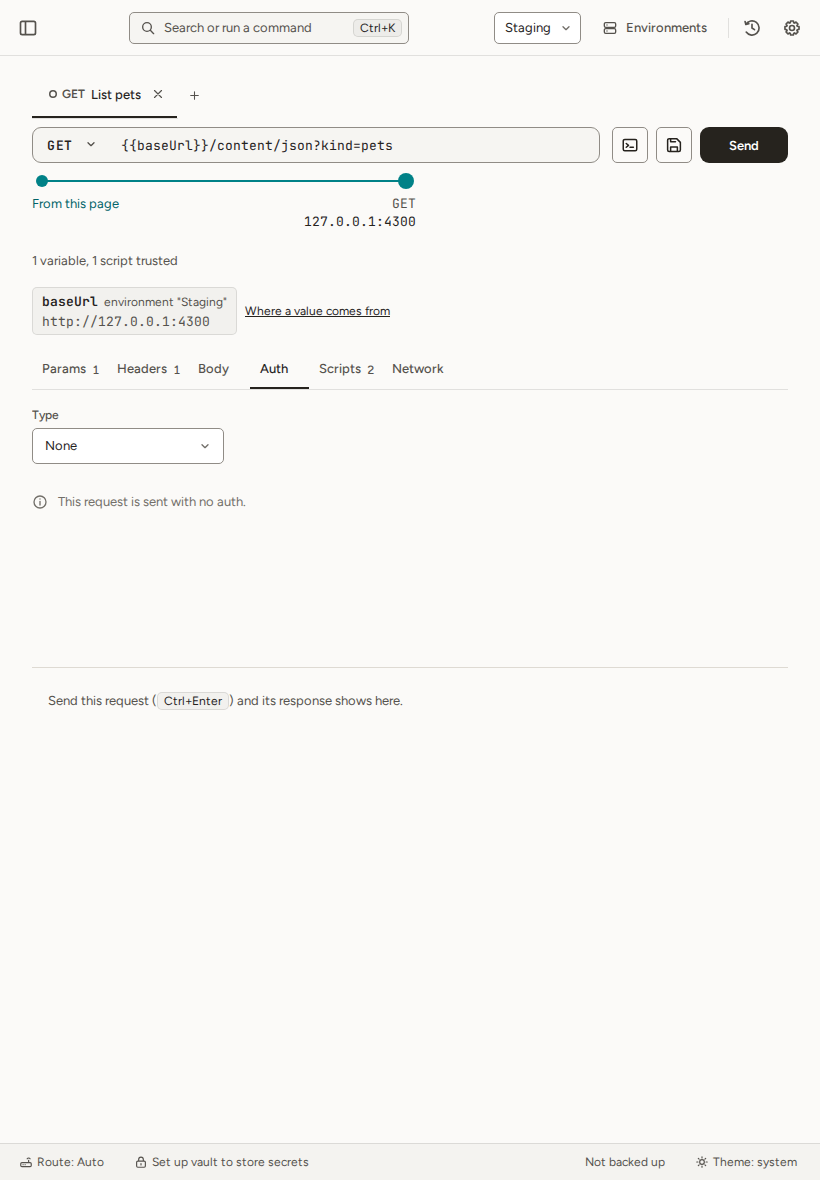 Search or run a command Ctrl+K Staging Environments
GET List pets
GET {{baseUrl}}/content/json?kind=pets Send
From this page GET
127.0.0.1:4300
1 variable, 1 script trusted
baseUrl environment "Staging"
http://127.0.0.1:4300
Where a value comes from
Params 1 Headers 1 Body Auth Scripts 2 Network
Type
None
This request is sent with no auth.
Send this request (Ctrl+Enter) and its response shows here.
Route: Auto Set up vault to store secrets Not backed up Theme: system